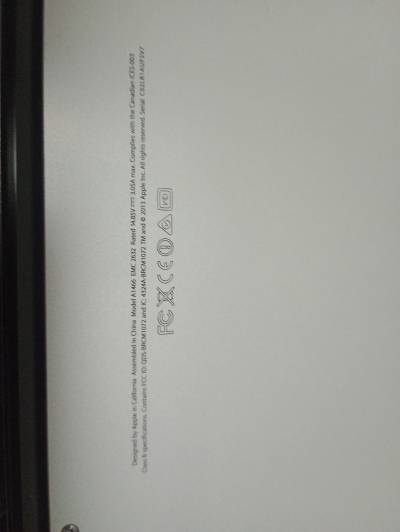 Designed by Apple in California Assembled in China Model A1466 EMC 2632 Rated 14.85V 3.05A max. Complies with the Canadian ICES-003
Class B specifications. Contains FCC ID: QDS-BRCM1072 and IC: 4324A-BRCM1072 TM and © 2013 Apple Inc. All rights reserved. Serial:
FC CE